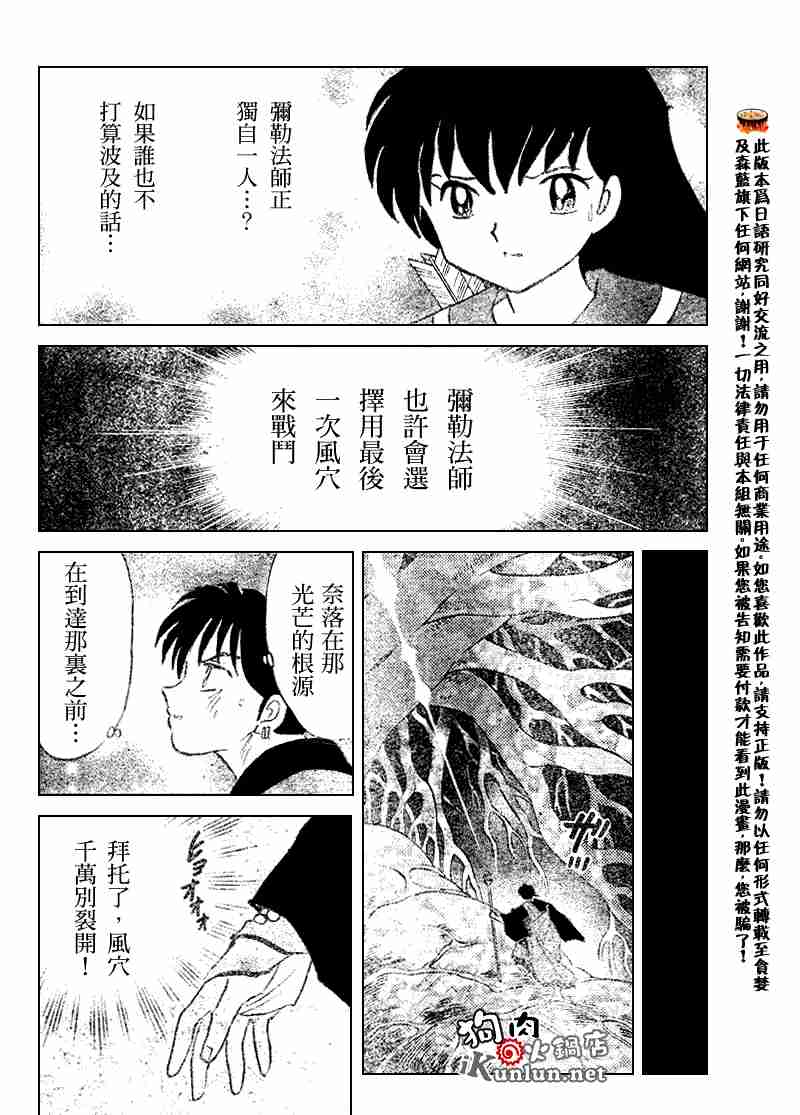 彌勒法師正
獨自一人…？
如果誰也不
打算波及的話…
彌勒法師
也許會選
擇用最後
一次風穴
來戰鬥
奈落在那
光芒的根源
在到達那裏之前…
拜托了，風穴
千萬別裂開！
ヒョオオォォ
狗肉
火鍋店
iKunlun.net
此版本爲日語研究同好交流之用，請勿用于任何商業用途。如您喜歡此作品，請支持正版！請勿以任何形式轉載至貪婪
及森藍旗下任何網站，謝謝！一切法律責任與本組無關。如果您被告知需要付款才能看到此漫畫，那麼，您被騙了！